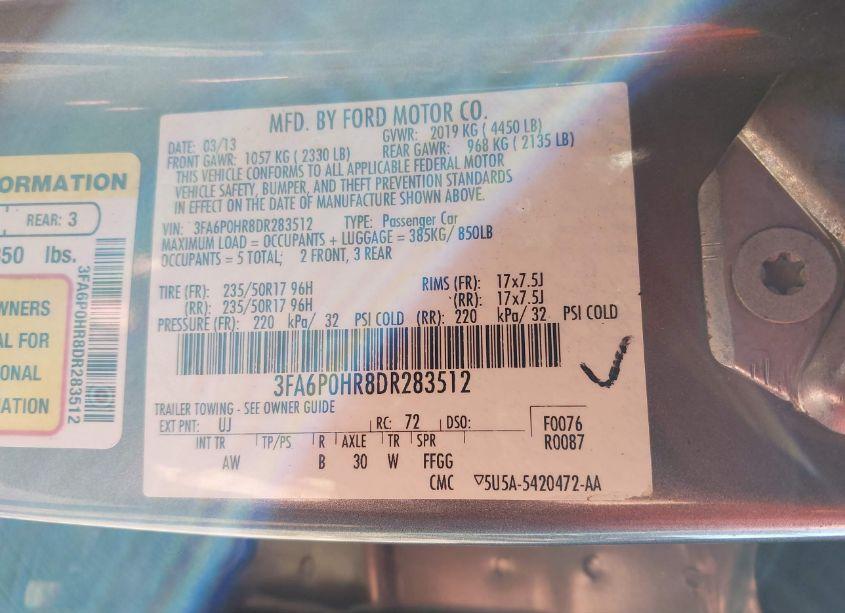 MFD. BY FORD MOTOR CO.
DATE: 03/13 GVWR: 2019 KG ( 4450 LB)
FRONT GAWR: 1057 KG ( 2330 LB) REAR GAWR: 968 KG ( 2135 LB)
THIS VEHICLE CONFORMS TO ALL APPLICABLE FEDERAL MOTOR
VEHICLE SAFETY, BUMPER, AND THEFT PREVENTION STANDARDS
IN EFFECT ON THE DATE OF MANUFACTURE SHOWN ABOVE.
VIN: 3FA6P0HR8DR283512 TYPE: Passenger Car
MAXIMUM LOAD = OCCUPANTS + LUGGAGE = 385KG/ 850LB
OCCUPANTS = 5 TOTAL; 2 FRONT, 3 REAR
TIRE (FR): 235/50R17 96H RIMS (FR): 17x7.5J
(RR): 235/50R17 96H (RR): 17x7.5J
PRESSURE (FR): 220 kPa/ 32 PSI COLD (RR): 220 kPa/ 32 PSI COLD
3FA6P0HR8DR283512
TRAILER TOWING - SEE OWNER GUIDE
EXT PNT: UJ RC: 72 DSO: F0076
R0087
INT TR TP/PS R AXLE TR SPR
AW B 30 W FFGG
CMC ▽5U5A-5420472-AA
ORMATION
REAR: 3
850 lbs.
WNERS
AL FOR
IONAL
MATION
3FA6P0HR8DR283512